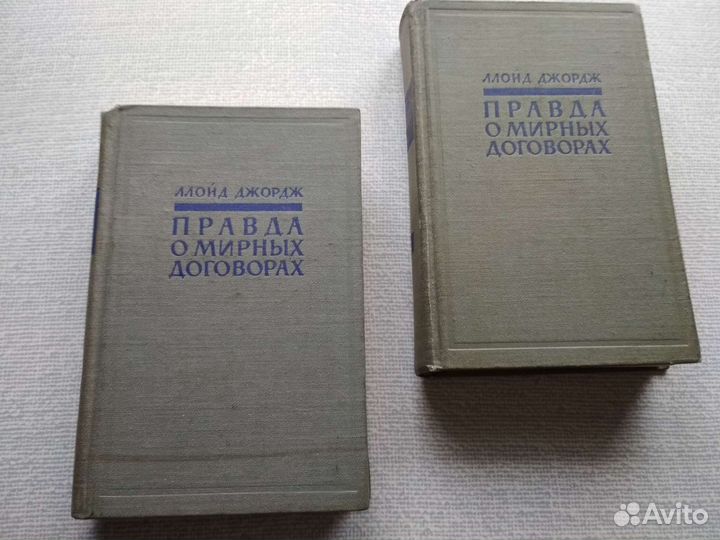 ЛЛОЙД ДЖОРДЖ
ПРАВДА
О МИРНЫХ
ДОГОВОРАХ
ЛЛОЙД ДЖОРДЖ
ПРАВДА
О МИРНЫХ
ДОГОВОРАХ
Avito